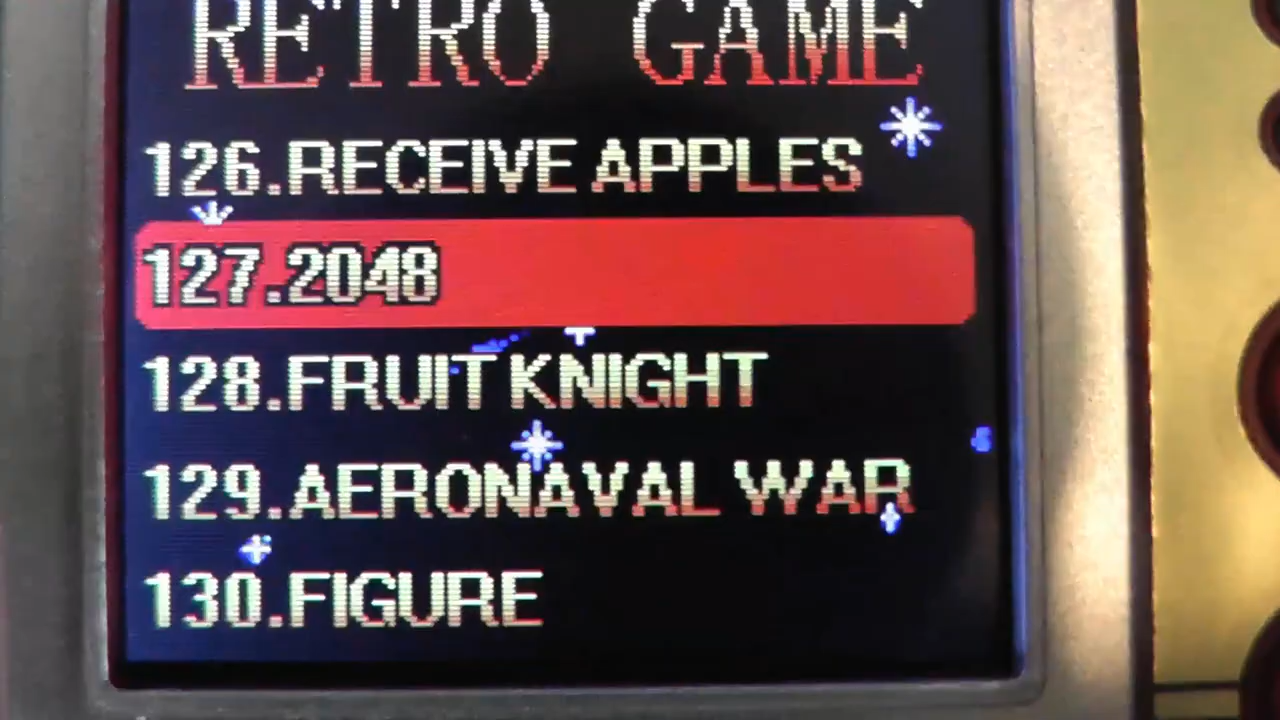 RETRO GAME
126.RECEIVE APPLES
127.2048
128.FRUIT KNIGHT
129.AERONAVAL WAR
130.FIGURE